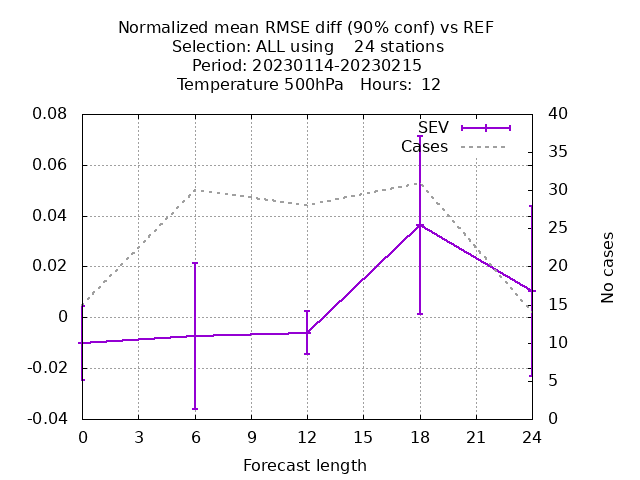 Normalized mean RMSE diff (90% conf) vs REF
Selection: ALL using    24 stations
Period: 20230114-20230215
Temperature 500hPa   Hours:  12
SEV
Cases
0.08
0.06
0.04
0.02
0
-0.02
-0.04
40
35
30
25
20
15
10
5
0
No cases
0 3 6 9 12 15 18 21 24
Forecast length